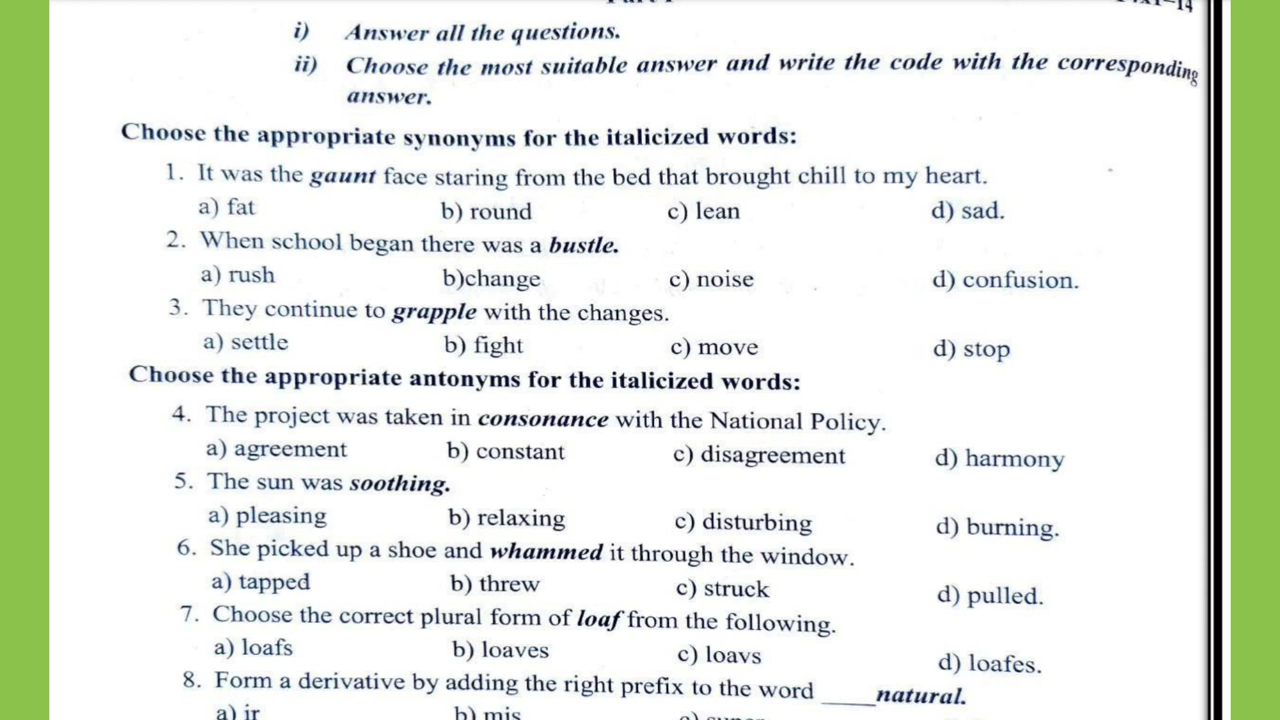 i) Answer all the questions.
ii) Choose the most suitable answer and write the code with the corresponding
answer.
Choose the appropriate synonyms for the italicized words:
1. It was the gaunt face staring from the bed that brought chill to my heart.
a) fat b) round c) lean d) sad.
2. When school began there was a bustle.
a) rush b)change c) noise d) confusion.
3. They continue to grapple with the changes.
a) settle b) fight c) move d) stop
Choose the appropriate antonyms for the italicized words:
4. The project was taken in consonance with the National Policy.
a) agreement b) constant c) disagreement d) harmony
5. The sun was soothing.
a) pleasing b) relaxing c) disturbing d) burning.
6. She picked up a shoe and whammed it through the window.
a) tapped b) threw c) struck d) pulled.
7. Choose the correct plural form of loaf from the following.
a) loafs b) loaves c) loavs d) loafes.
8. Form a derivative by adding the right prefix to the word ____natural.
a) ir b) mis